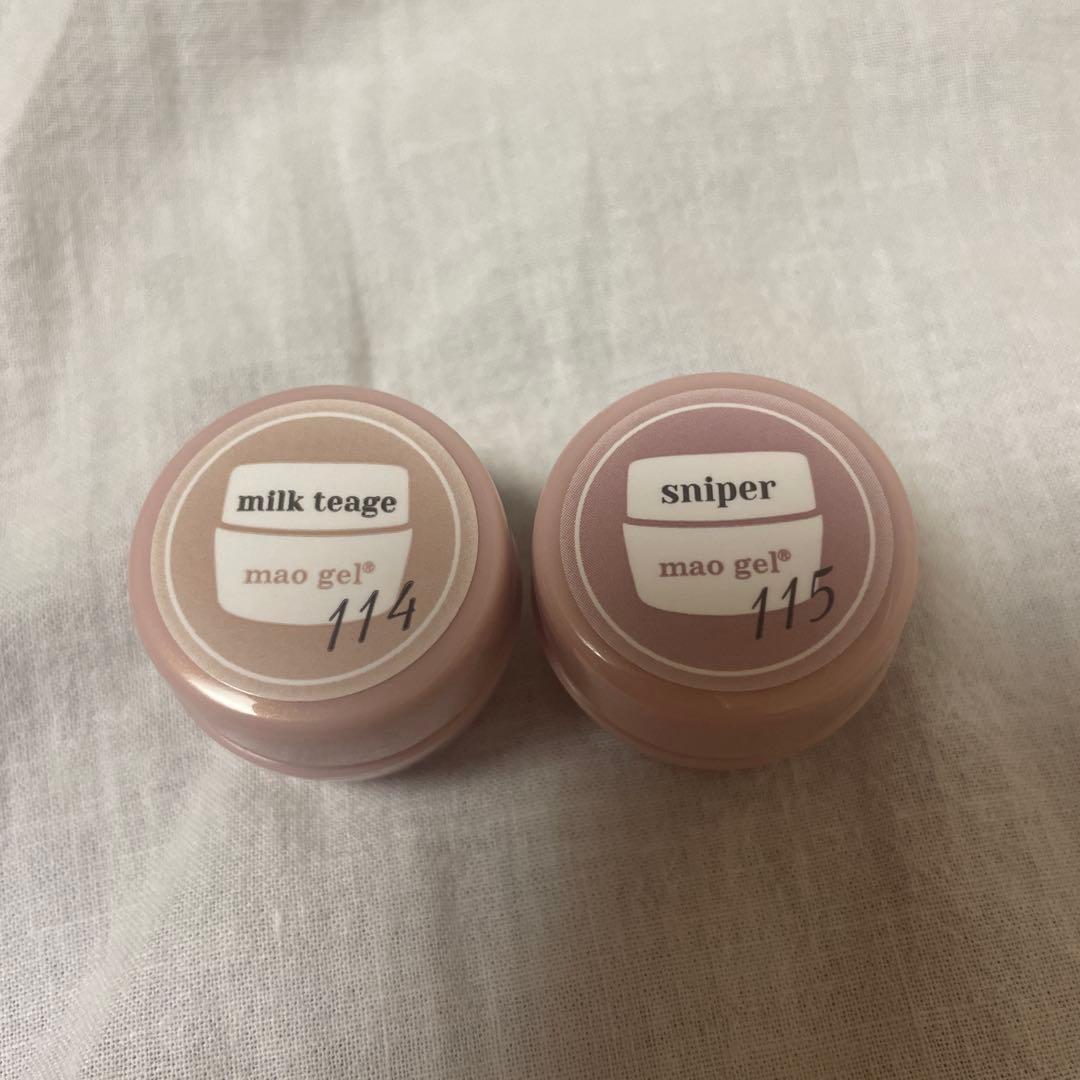 milk teage
mao gel®
114
sniper
mao gel®
115